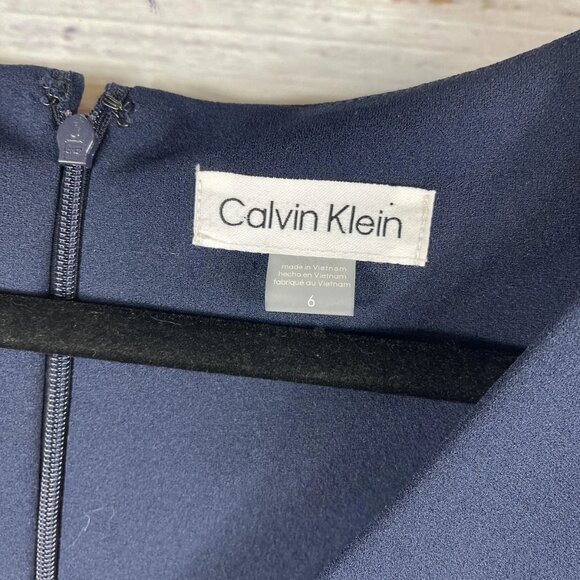 Calvin Klein
made in Vietnam
hecho en Vietnam
fabriqué au Vietnam
6